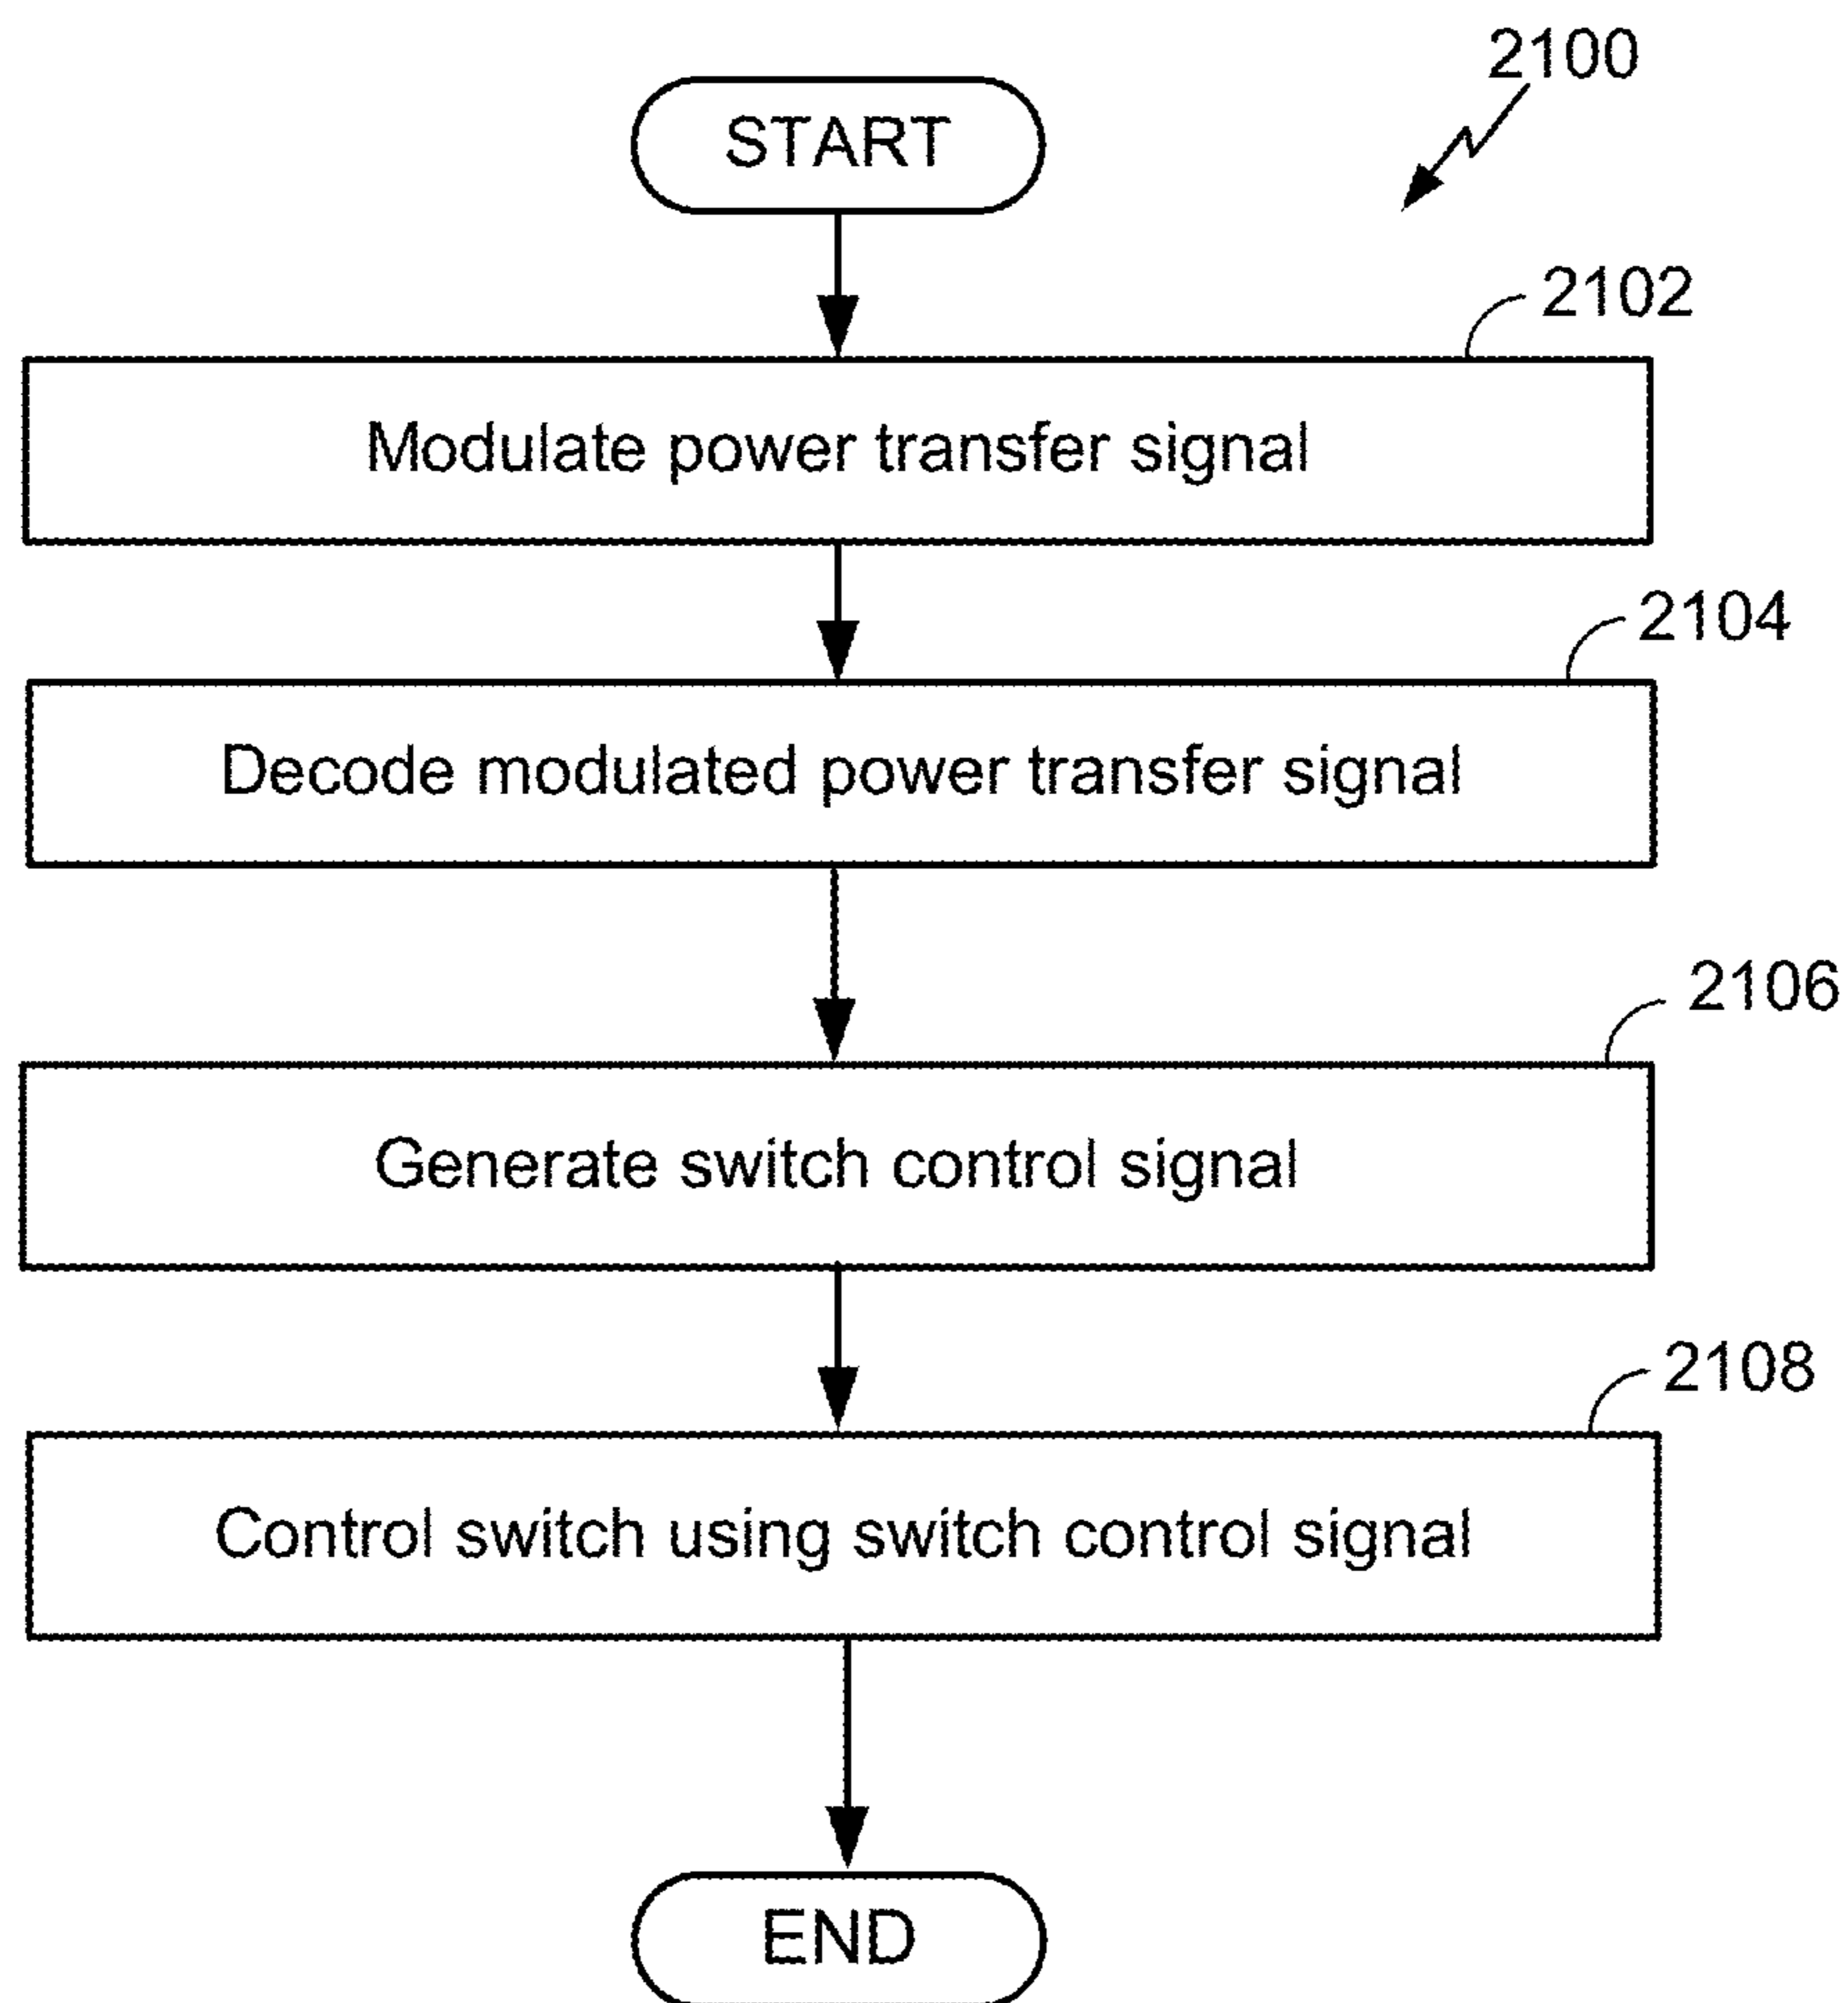 2100
START
2102
Modulate power transfer signal
2104
Decode modulated power transfer signal
2106
Generate switch control signal
2108
Control switch using switch control signal
END